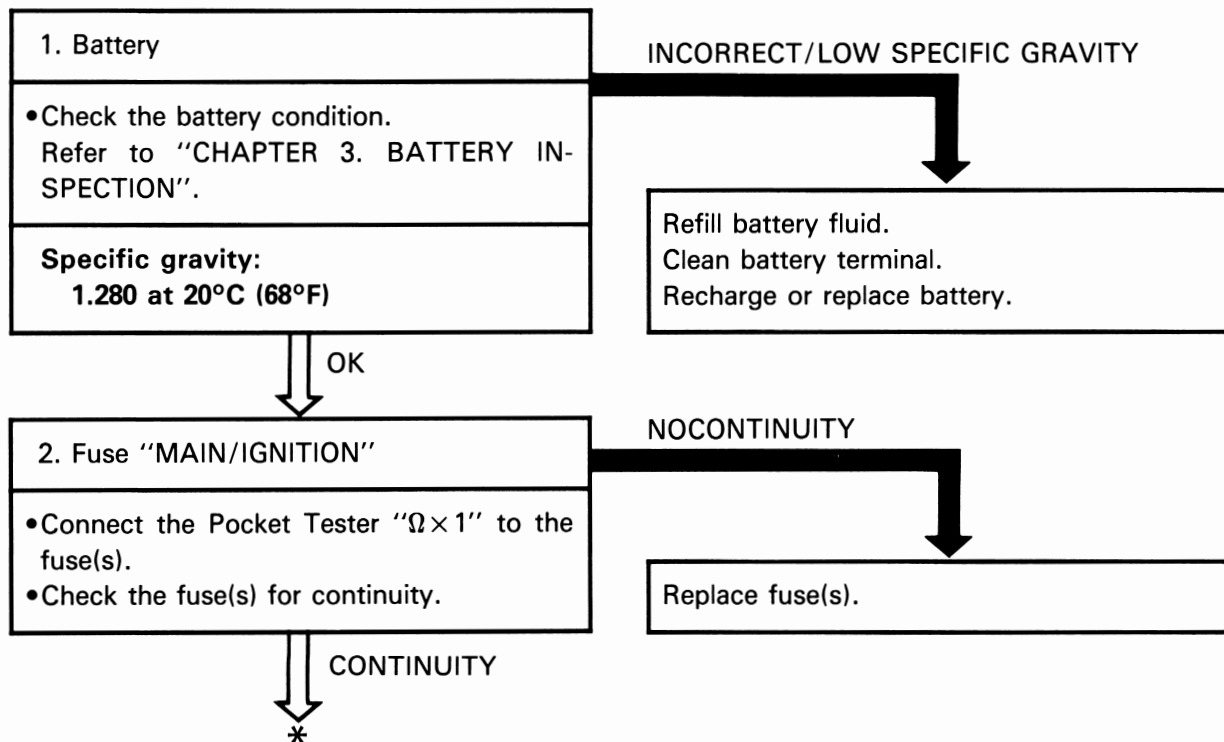 1. Battery
INCORRECT/LOW SPECIFIC GRAVITY
•Check the battery condition.
Refer to "CHAPTER 3. BATTERY IN-
SPECTION".
Specific gravity:
1.280 at 20°C (68°F)
Refill battery fluid.
Clean battery terminal.
Recharge or replace battery.
OK
2. Fuse "MAIN/IGNITION"
NOCONTINUITY
•Connect the Pocket Tester "Ω×1" to the
fuse(s).
•Check the fuse(s) for continuity.
Replace fuse(s).
CONTINUITY
*